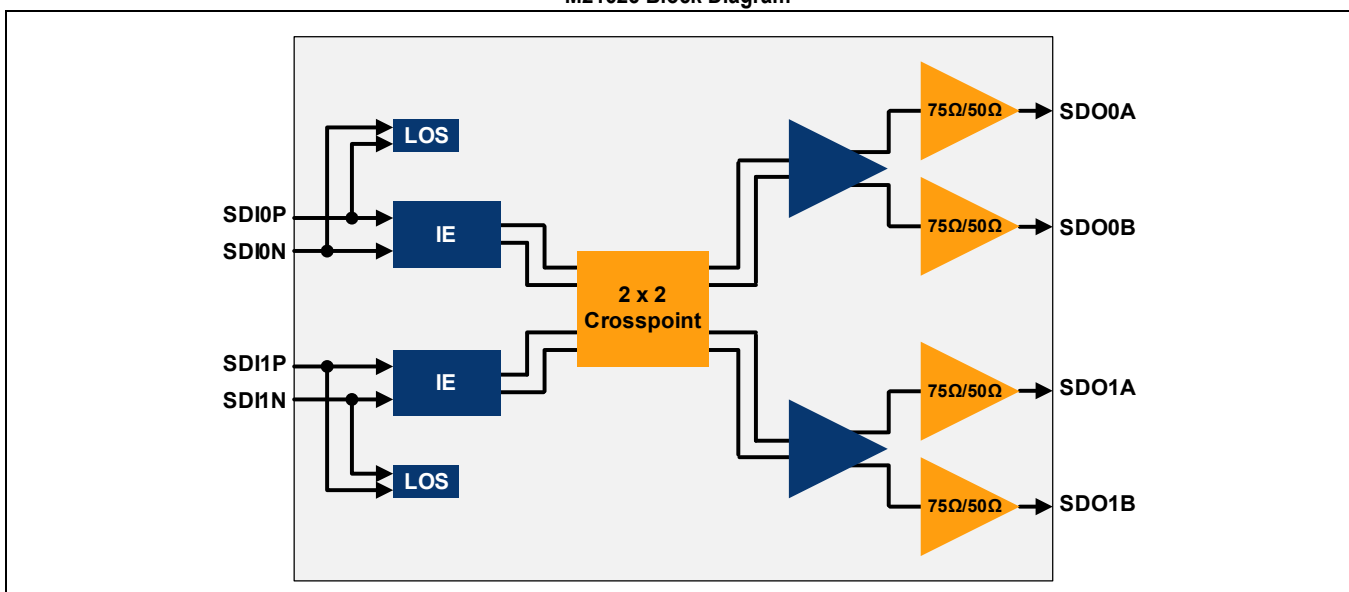 LOS
SDI0P
SDI0N
IE
2 x 2
Crosspoint
SDI1P
SDI1N
IE
LOS
75Ω/50Ω
SDO0A
75Ω/50Ω
SDO0B
75Ω/50Ω
SDO1A
75Ω/50Ω
SDO1B